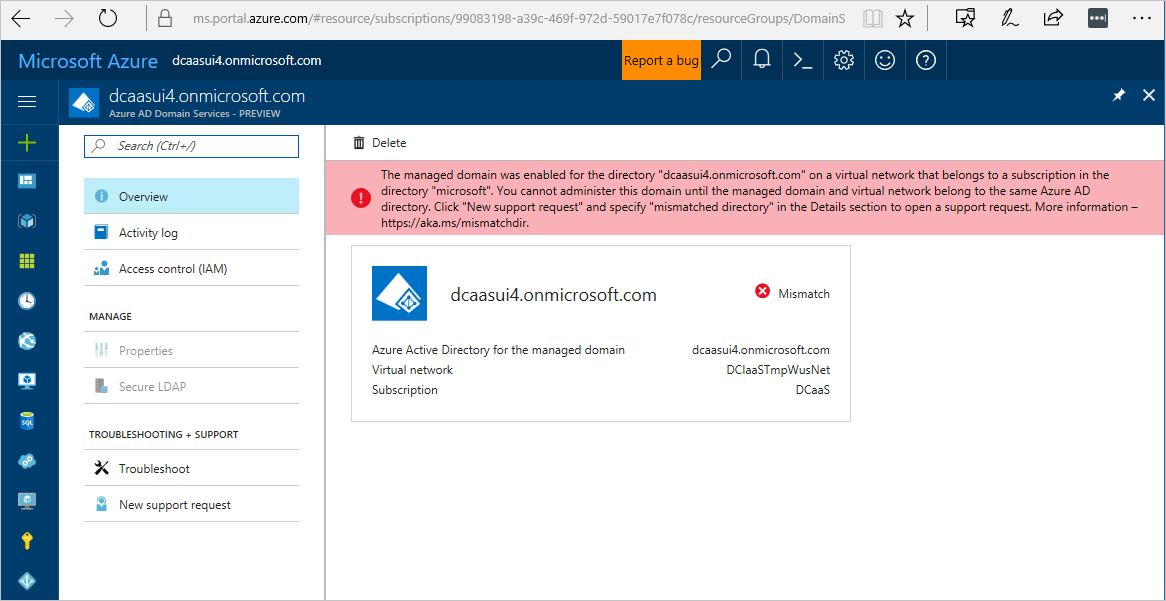 ms.portal.azure.com/#resource/subscriptions/99083198-a39c-469f-972d-59017e7f078c/resourceGroups/DomainS
Microsoft Azure dcaasui4.onmicrosoft.com
Report a bug
dcaasui4.onmicrosoft.com
Azure AD Domain Services - PREVIEW
Search (Ctrl+/)
Overview
Activity log
Access control (IAM)
MANAGE
Properties
Secure LDAP
TROUBLESHOOTING + SUPPORT
Troubleshoot
New support request
Delete
The managed domain was enabled for the directory "dcaasui4.onmicrosoft.com" on a virtual network that belongs to a subscription in the
directory "microsoft". You cannot administer this domain until the managed domain and virtual network belong to the same Azure AD
directory. Click "New support request" and specify "mismatched directory" in the Details section to open a support request. More information –
https://aka.ms/mismatchdir.
dcaasui4.onmicrosoft.com
Mismatch
Azure Active Directory for the managed domain dcaasui4.onmicrosoft.com
Virtual network DCIaaSTmpWusNet
Subscription DCaaS
SQL